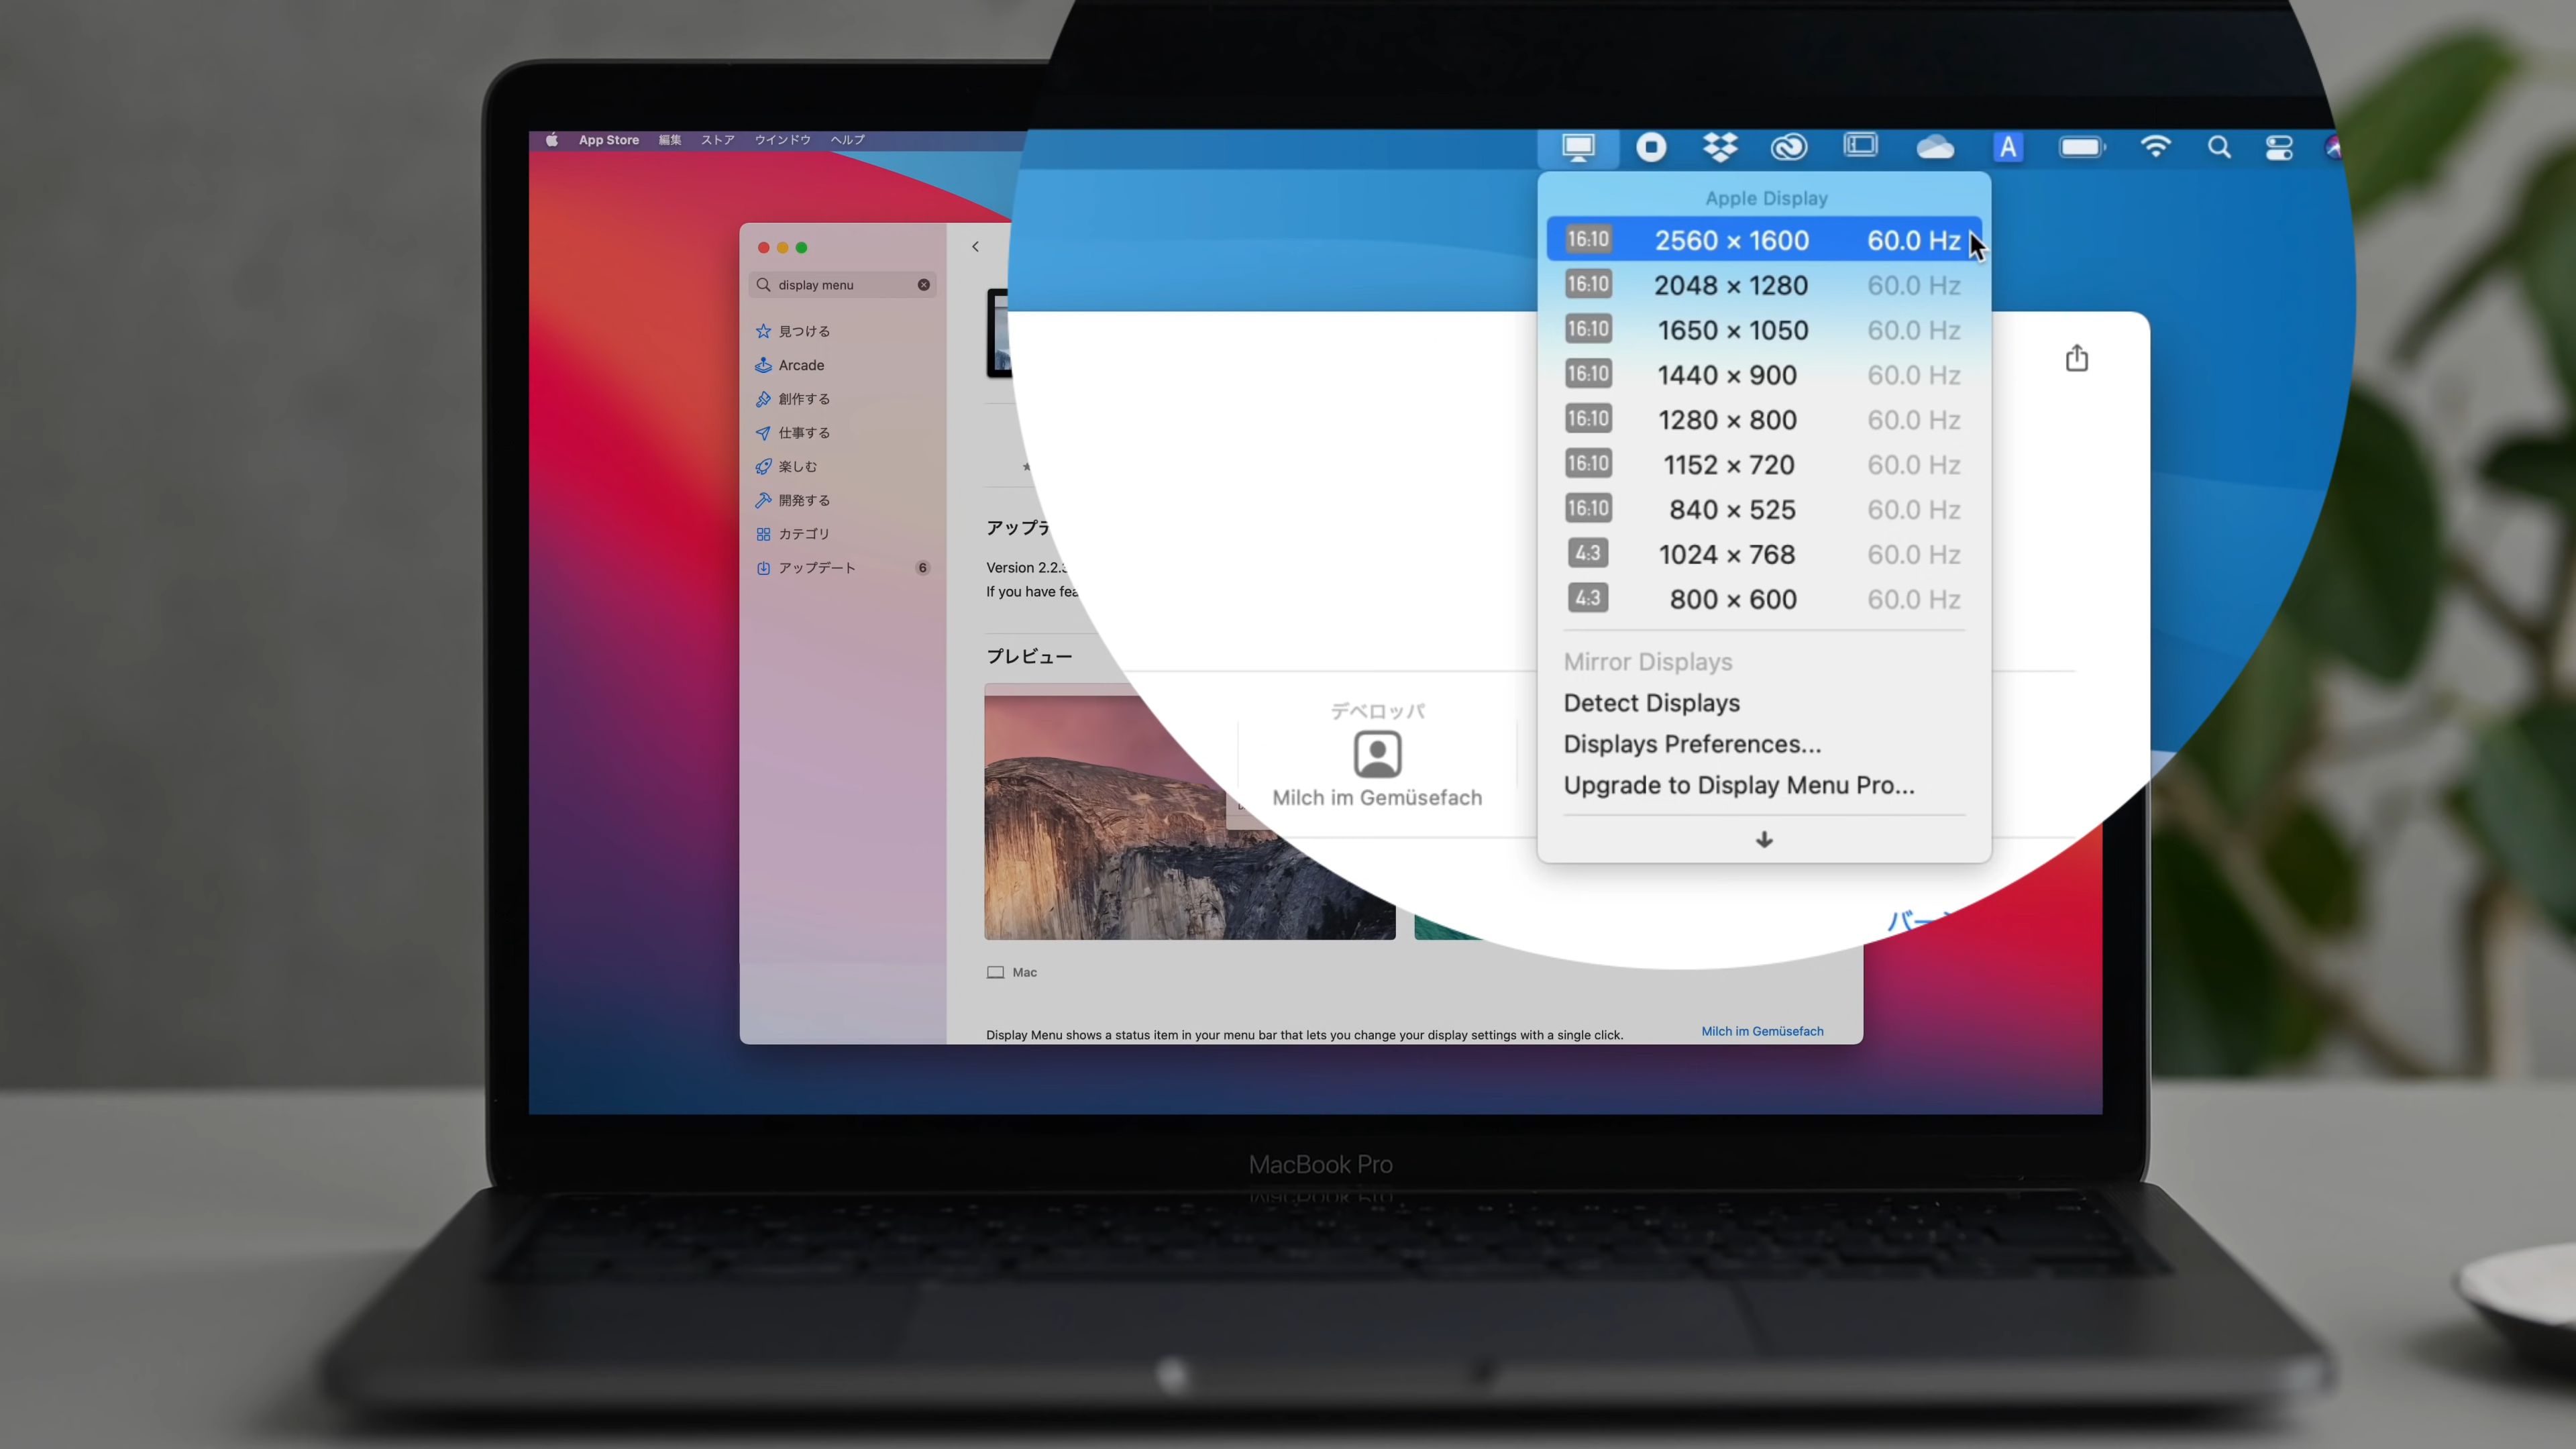 App Store 編集 ストア ウインドウ ヘルプ
A
display menu
見つける
Arcade
創作する
仕事する
楽しむ
開発する
カテゴリ
アップデート 6
Version 2.2.
If you have
プレビュー
Mac
Display Menu shows a status item in your menu bar that lets you change your display settings with a single click.
Milch im Gemüsefach
Apple Display
16:10 2560 × 1600 60.0 Hz
16:10 2048 × 1280 60.0 Hz
16:10 1650 × 1050 60.0 Hz
16:10 1440 × 900 60.0 Hz
16:10 1280 × 800 60.0 Hz
16:10 1152 × 720 60.0 Hz
16:10 840 × 525 60.0 Hz
4:3 1024 × 768 60.0 Hz
4:3 800 × 600 60.0 Hz
Mirror Displays
Detect Displays
Displays Preferences...
Upgrade to Display Menu Pro...
デベロッパ
Milch im Gemüsefach
MacBook Pro